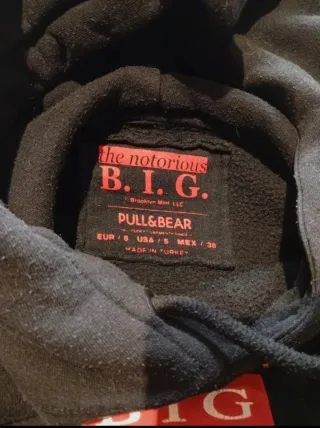 the notorious
B. I. G.
Brooklyn Mint LLC
PULL&BEAR
EUR / S USA / S MEX / 36
MADE IN TURKEY
BIG